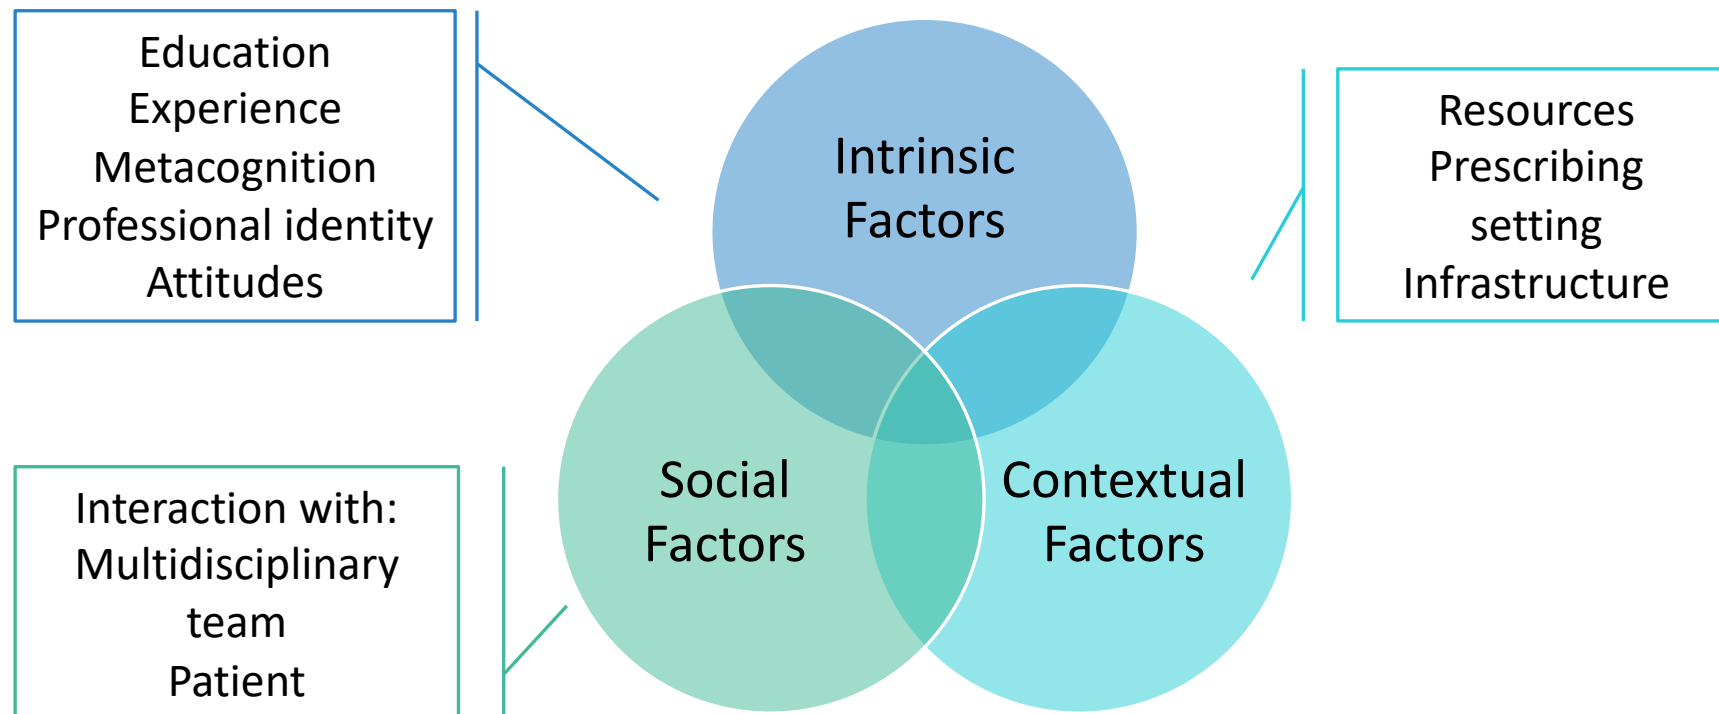 Education
Experience
Metacognition
Professional identity
Attitudes
Intrinsic
Factors
Resources
Prescribing
setting
Infrastructure
Social
Factors
Contextual
Factors
Interaction with:
Multidisciplinary
team
Patient